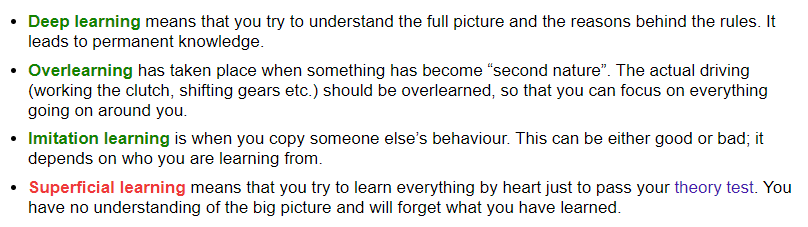 Deep learning means that you try to understand the full picture and the reasons behind the rules. It
leads to permanent knowledge.
Overlearning has taken place when something has become “second nature”. The actual driving
(working the clutch, shifting gears etc.) should be overlearned, so that you can focus on everything
going on around you.
Imitation learning is when you copy someone else’s behaviour. This can be either good or bad; it
depends on who you are learning from.
Superficial learning means that you try to learn everything by heart just to pass your theory test. You
have no understanding of the big picture and will forget what you have learned.